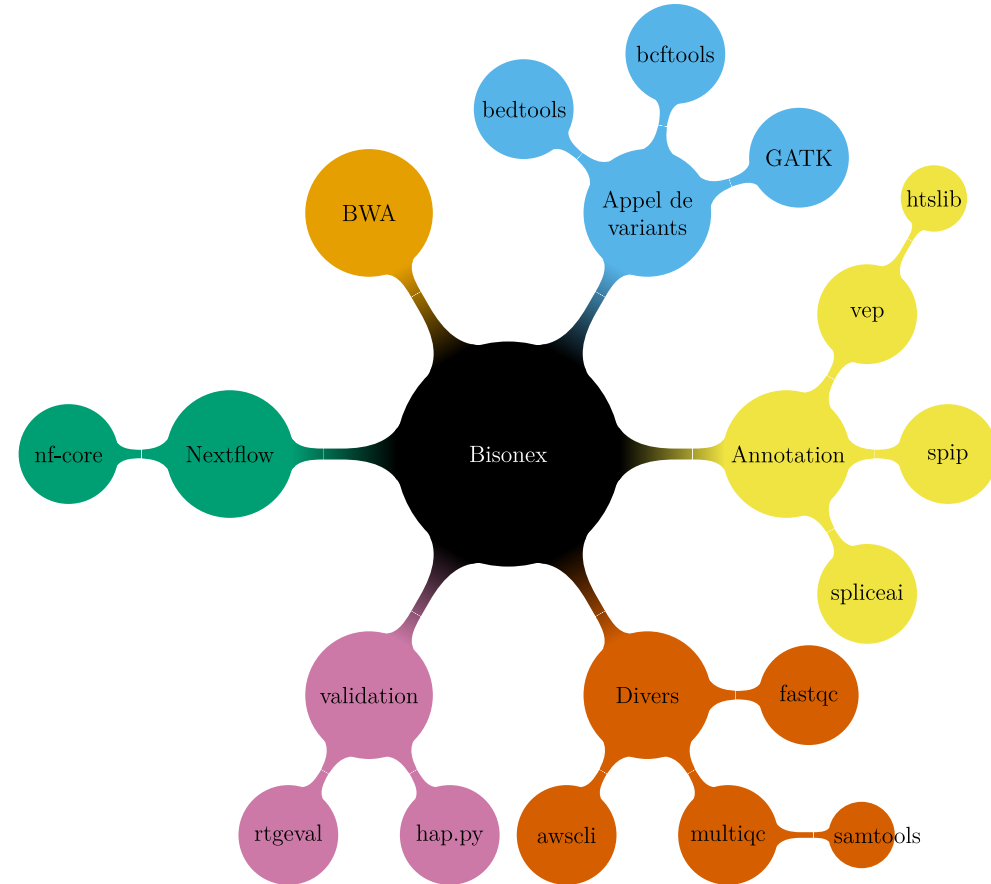 bcftools
bedtools
GATK
Appel de
variants
htslib
BWA
vep
nf-core
Nextflow
Bisonex
Annotation
spip
spliceai
validation
Divers
fastqc
rtgeval
hap.py
awscli
multiqc
samtools